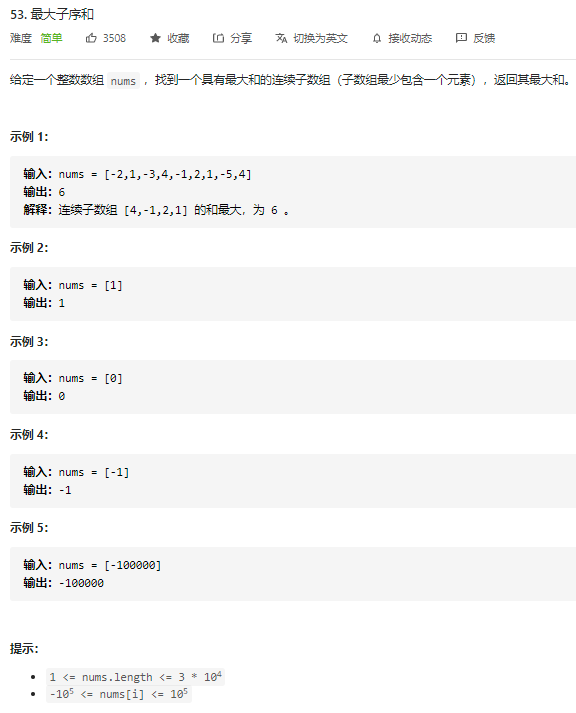 53. 最大子序和
难度 简单 3508 收藏 分享 切换为英文 接收动态 反馈
给定一个整数数组 nums ，找到一个具有最大和的连续子数组（子数组最少包含一个元素），返回其最大和。
示例 1：
输入：nums = [-2,1,-3,4,-1,2,1,-5,4]
输出：6
解释：连续子数组 [4,-1,2,1] 的和最大，为 6 。
示例 2：
输入：nums = [1]
输出：1
示例 3：
输入：nums = [0]
输出：0
示例 4：
输入：nums = [-1]
输出：-1
示例 5：
输入：nums = [-100000]
输出：-100000
提示：
• 1 <= nums.length <= 3 * 10⁴
• -10⁵ <= nums[i] <= 10⁵